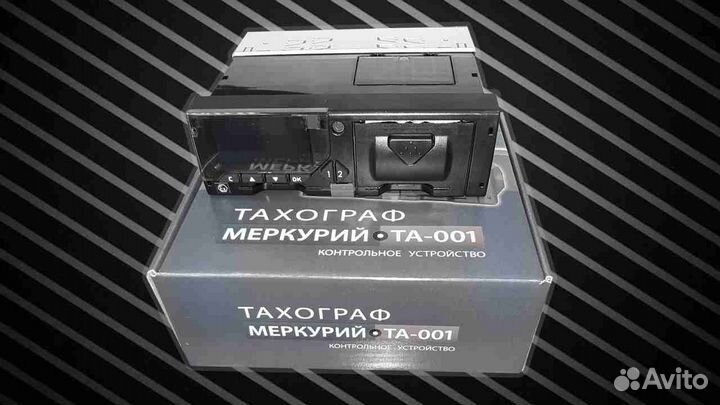 C ▲ ▼ OK 1 2
ТАХОГРАФ
МЕРКУРИЙ ТА-001
КОНТРОЛЬНОЕ УСТРОЙСТВО
ТАХОГРАФ
МЕРКУРИЙ ТА-001
КОНТРОЛЬНОЕ УСТРОЙСТВО
Avito